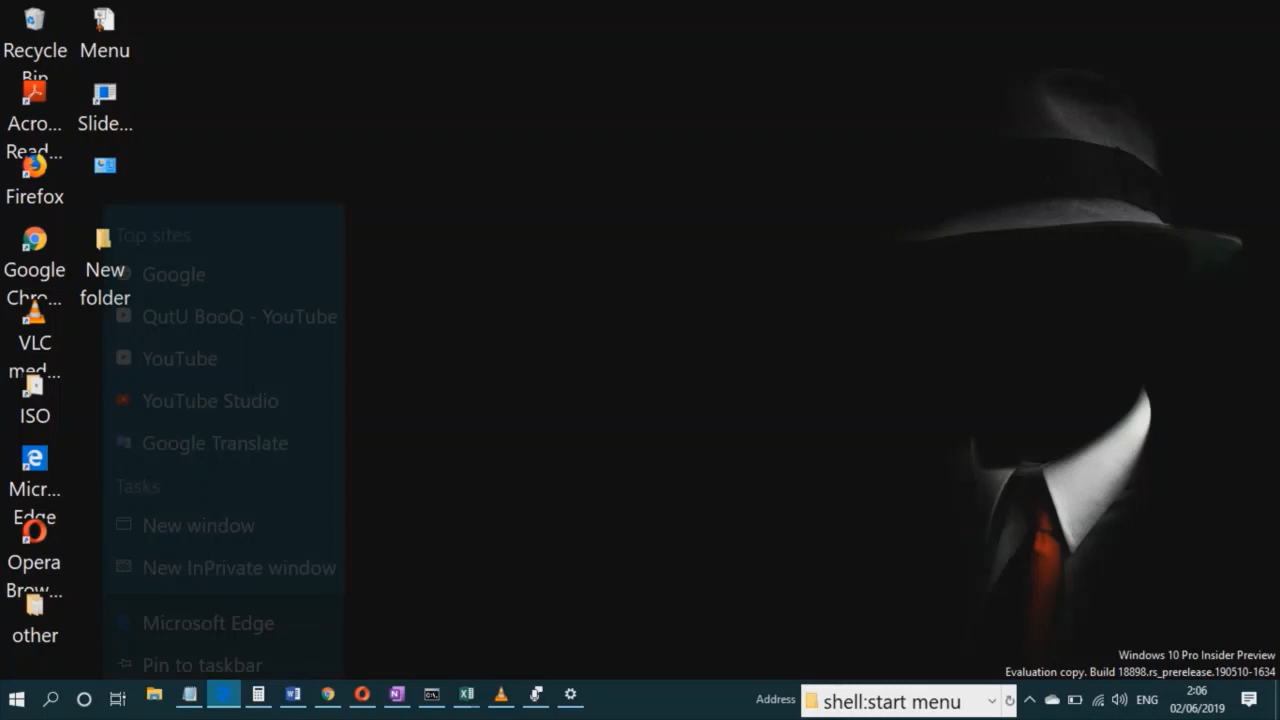 Recycle
Bin
Menu
Acro...
Read...
Slide...
Firefox
Google
Chro...
New
folder
VLC
med...
ISO
Micr...
Edge
Opera
Brow...
other
Top sites
Google
QutU BooQ - YouTube
YouTube
YouTube Studio
Google Translate
Tasks
New window
New InPrivate window
Microsoft Edge
Pin to taskbar
Windows 10 Pro Insider Preview
Evaluation copy. Build 18898.rs_prerelease.190510-1634
Address
shell:start menu
ENG
2:06
02/06/2019